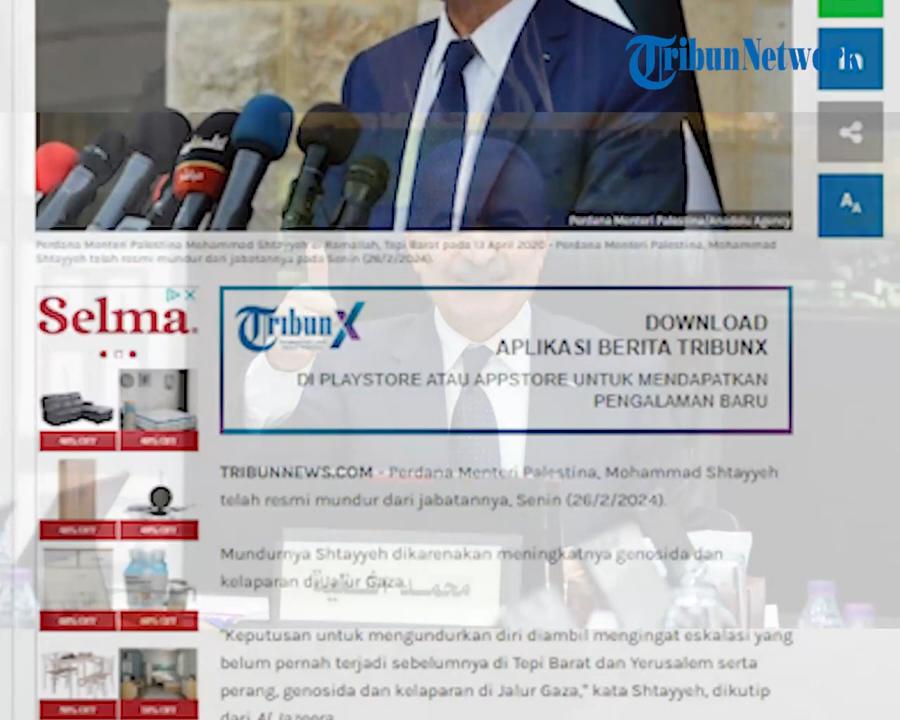 TribunNetwork
Perdana Menteri Palestina/Anadolu Agency
Perdana Menteri Palestina Mohammad Shtayyeh di Ramallah, Tepi Barat pada 13 April 2020 - Perdana Menteri Palestina, Mohammad
Shtayyeh telah resmi mundur dari jabatannya pada Senin (26/2/2024).
Selma.
TribunX
DOWNLOAD
APLIKASI BERITA TRIBUNX
DI PLAYSTORE ATAU APPSTORE UNTUK MENDAPATKAN
PENGALAMAN BARU
TRIBUNNEWS.COM - Perdana Menteri Palestina, Mohammad Shtayyeh
telah resmi mundur dari jabatannya, Senin (26/2/2024).
Mundurnya Shtayyeh dikarenakan meningkatnya genosida dan
kelaparan di Jalur Gaza.
"Keputusan untuk mengundurkan diri diambil mengingat eskalasi yang
belum pernah terjadi sebelumnya di Tepi Barat dan Yerusalem serta
perang, genosida dan kelaparan di Jalur Gaza," kata Shtayyeh, dikutip
dari Al Jazeera